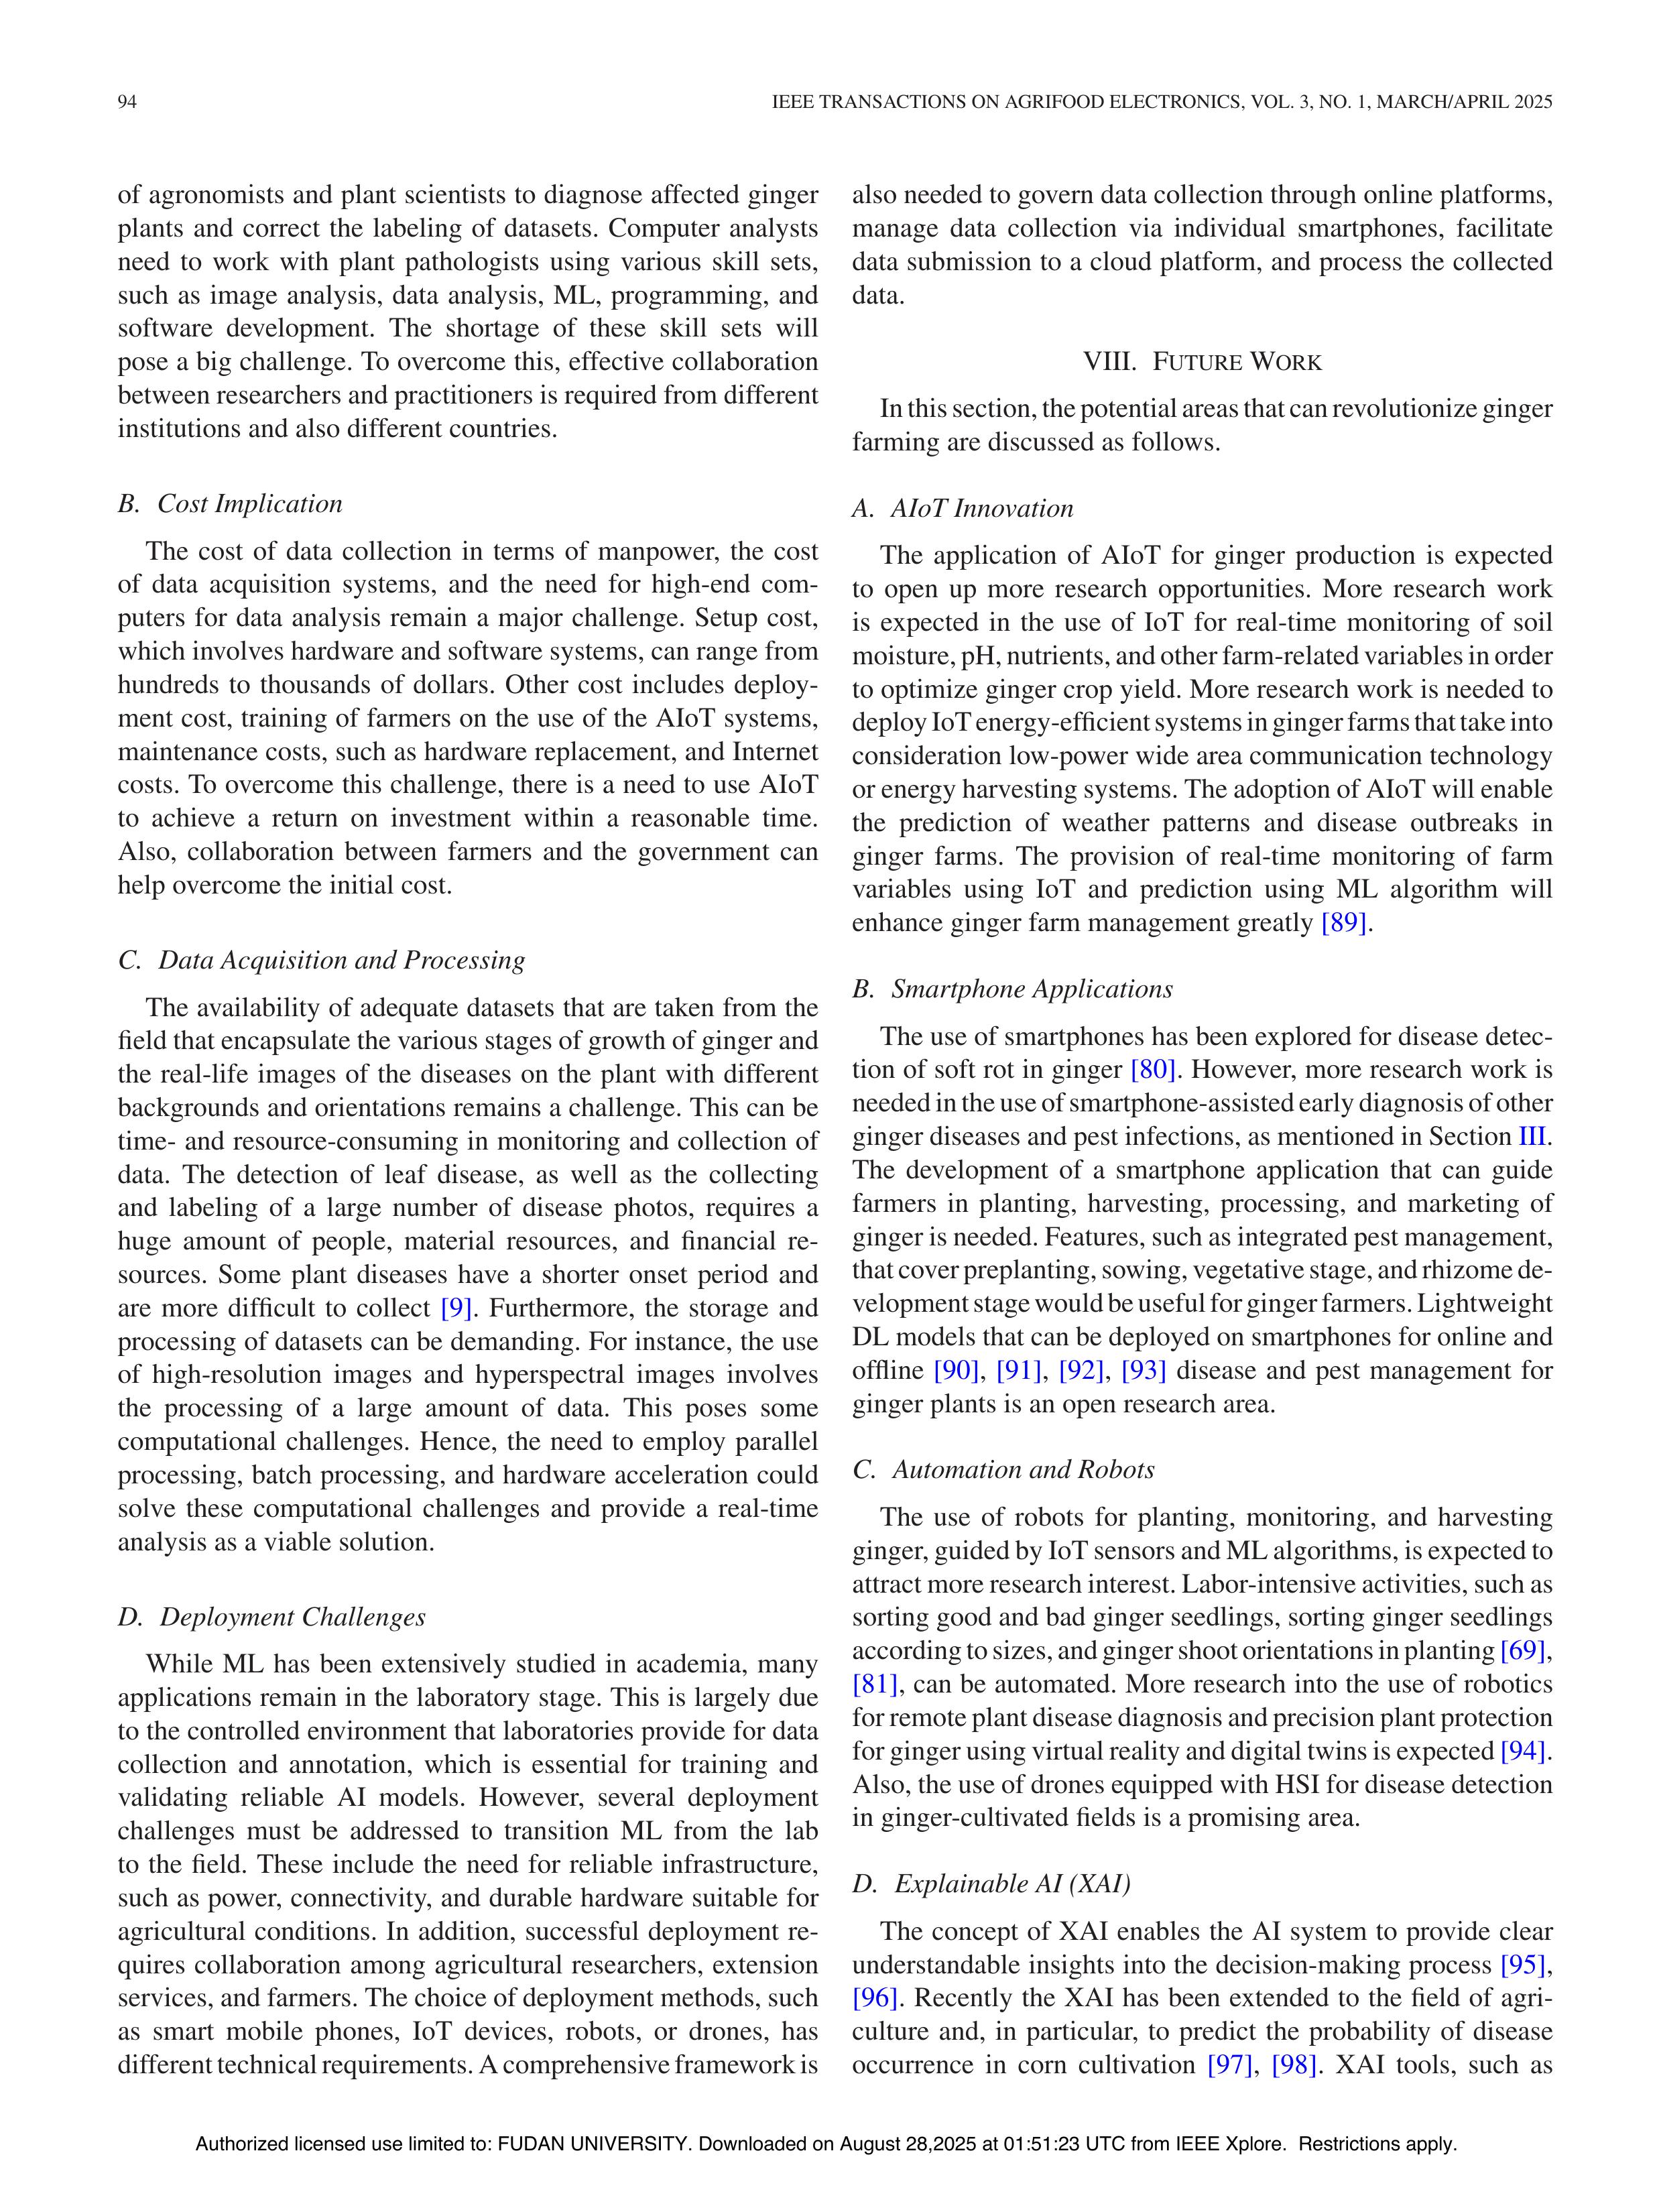 94
IEEE TRANSACTIONS ON AGRIFOOD ELECTRONICS, VOL. 3, NO. 1, MARCH/APRIL 2025
of agronomists and plant scientists to diagnose affected ginger
plants and correct the labeling of datasets. Computer analysts
need to work with plant pathologists using various skill sets,
such as image analysis, data analysis, ML, programming, and
software development. The shortage of these skill sets will
pose a big challenge. To overcome this, effective collaboration
between researchers and practitioners is required from different
institutions and also different countries.
B. Cost Implication
The cost of data collection in terms of manpower, the cost
of data acquisition systems, and the need for high-end com-
puters for data analysis remain a major challenge. Setup cost,
which involves hardware and software systems, can range from
hundreds to thousands of dollars. Other cost includes deploy-
ment cost, training of farmers on the use of the AIoT systems,
maintenance costs, such as hardware replacement, and Internet
costs. To overcome this challenge, there is a need to use AIoT
to achieve a return on investment within a reasonable time.
Also, collaboration between farmers and the government can
help overcome the initial cost.
C. Data Acquisition and Processing
The availability of adequate datasets that are taken from the
field that encapsulate the various stages of growth of ginger and
the real-life images of the diseases on the plant with different
backgrounds and orientations remains a challenge. This can be
time- and resource-consuming in monitoring and collection of
data. The detection of leaf disease, as well as the collecting
and labeling of a large number of disease photos, requires a
huge amount of people, material resources, and financial re-
sources. Some plant diseases have a shorter onset period and
are more difficult to collect [9]. Furthermore, the storage and
processing of datasets can be demanding. For instance, the use
of high-resolution images and hyperspectral images involves
the processing of a large amount of data. This poses some
computational challenges. Hence, the need to employ parallel
processing, batch processing, and hardware acceleration could
solve these computational challenges and provide a real-time
analysis as a viable solution.
D. Deployment Challenges
While ML has been extensively studied in academia, many
applications remain in the laboratory stage. This is largely due
to the controlled environment that laboratories provide for data
collection and annotation, which is essential for training and
validating reliable AI models. However, several deployment
challenges must be addressed to transition ML from the lab
to the field. These include the need for reliable infrastructure,
such as power, connectivity, and durable hardware suitable for
agricultural conditions. In addition, successful deployment re-
quires collaboration among agricultural researchers, extension
services, and farmers. The choice of deployment methods, such
as smart mobile phones, IoT devices, robots, or drones, has
different technical requirements. A comprehensive framework is
also needed to govern data collection through online platforms,
manage data collection via individual smartphones, facilitate
data submission to a cloud platform, and process the collected
data.
VIII. FUTURE WORK
In this section, the potential areas that can revolutionize ginger
farming are discussed as follows.
A. AIoT Innovation
The application of AIoT for ginger production is expected
to open up more research opportunities. More research work
is expected in the use of IoT for real-time monitoring of soil
moisture, pH, nutrients, and other farm-related variables in order
to optimize ginger crop yield. More research work is needed to
deploy IoT energy-efficient systems in ginger farms that take into
consideration low-power wide area communication technology
or energy harvesting systems. The adoption of AIoT will enable
the prediction of weather patterns and disease outbreaks in
ginger farms. The provision of real-time monitoring of farm
variables using IoT and prediction using ML algorithm will
enhance ginger farm management greatly [89].
B. Smartphone Applications
The use of smartphones has been explored for disease detec-
tion of soft rot in ginger [80]. However, more research work is
needed in the use of smartphone-assisted early diagnosis of other
ginger diseases and pest infections, as mentioned in Section III.
The development of a smartphone application that can guide
farmers in planting, harvesting, processing, and marketing of
ginger is needed. Features, such as integrated pest management,
that cover preplanting, sowing, vegetative stage, and rhizome de-
velopment stage would be useful for ginger farmers. Lightweight
DL models that can be deployed on smartphones for online and
offline [90], [91], [92], [93] disease and pest management for
ginger plants is an open research area.
C. Automation and Robots
The use of robots for planting, monitoring, and harvesting
ginger, guided by IoT sensors and ML algorithms, is expected to
attract more research interest. Labor-intensive activities, such as
sorting good and bad ginger seedlings, sorting ginger seedlings
according to sizes, and ginger shoot orientations in planting [69],
[81], can be automated. More research into the use of robotics
for remote plant disease diagnosis and precision plant protection
for ginger using virtual reality and digital twins is expected [94].
Also, the use of drones equipped with HSI for disease detection
in ginger-cultivated fields is a promising area.
D. Explainable AI (XAI)
The concept of XAI enables the AI system to provide clear
understandable insights into the decision-making process [95],
[96]. Recently the XAI has been extended to the field of agri-
culture and, in particular, to predict the probability of disease
occurrence in corn cultivation [97], [98]. XAI tools, such as
Authorized licensed use limited to: FUDAN UNIVERSITY. Downloaded on August 28,2025 at 01:51:23 UTC from IEEE Xplore. Restrictions apply.